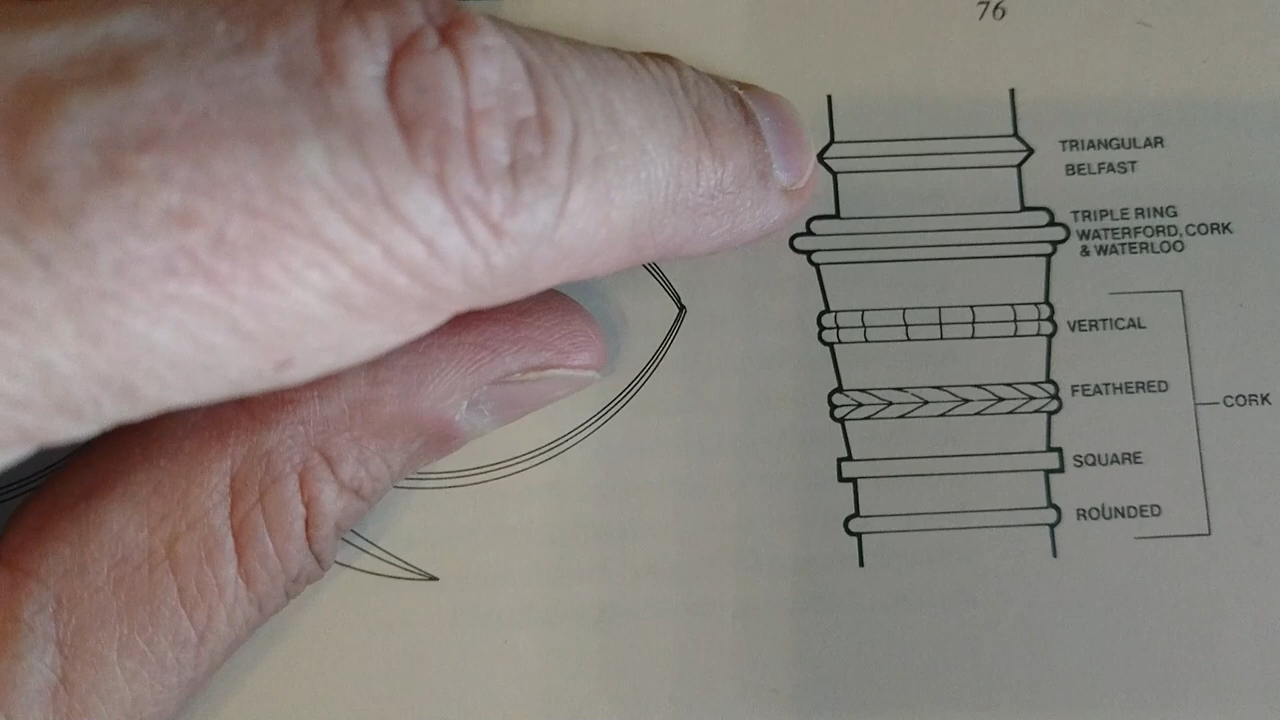 76
TRIANGULAR
BELFAST
TRIPLE RING
WATERFORD, CORK
& WATERLOO
VERTICAL
FEATHERED
CORK
SQUARE
ROUNDED